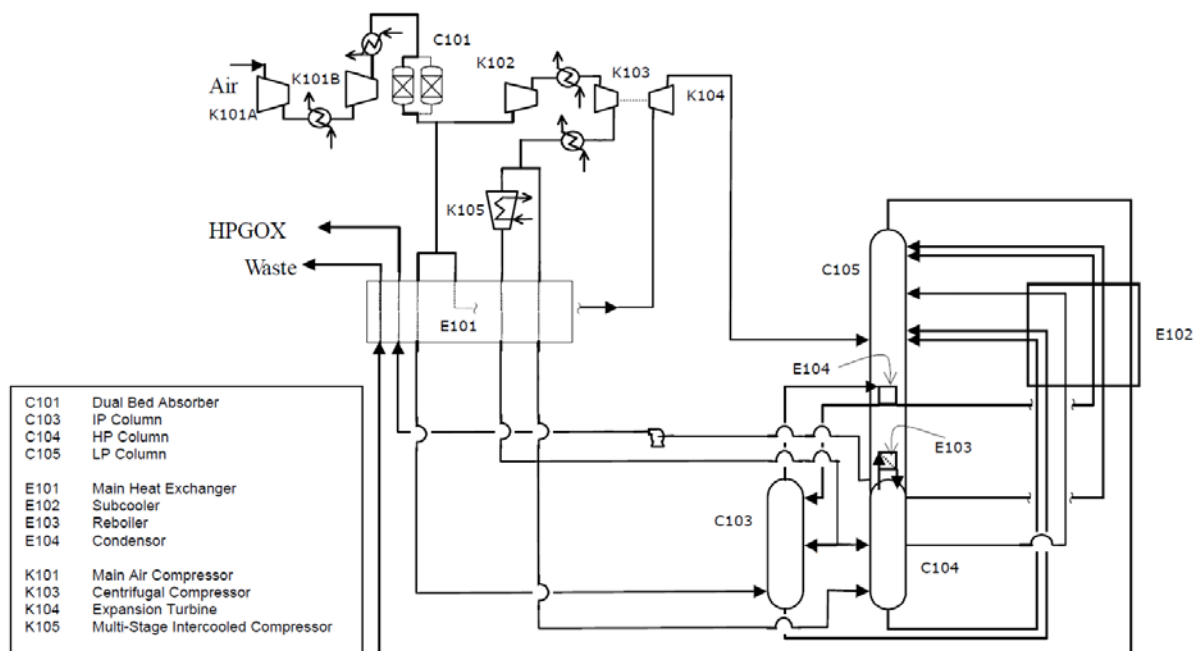 C101
K102
K103
K101B
Air
K104
K101A
K105
HPGOX
Waste
C105
E101
E102
E104
E103
C103
C104
C101 Dual Bed Absorber
C103 IP Column
C104 HP Column
C105 LP Column
E101 Main Heat Exchanger
E102 Subcooler
E103 Reboiler
E104 Condensor
K101 Main Air Compressor
K103 Centrifugal Compressor
K104 Expansion Turbine
K105 Multi-Stage Intercooled Compressor